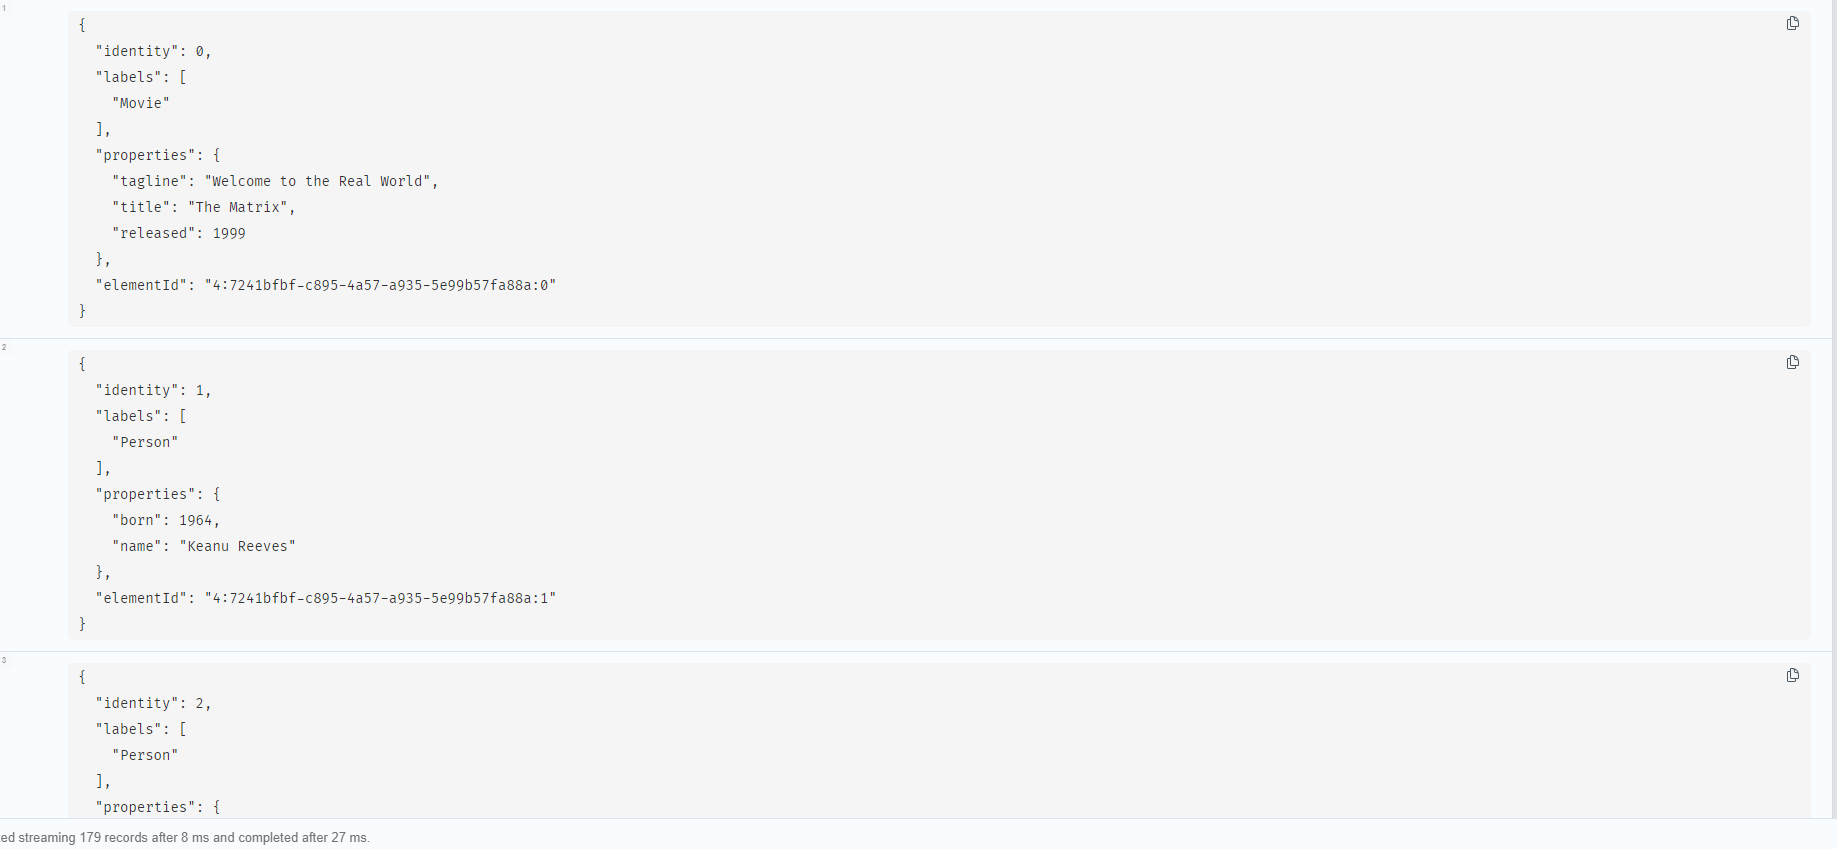 1
{
  "identity": 0,
  "labels": [
    "Movie"
  ],
  "properties": {
    "tagline": "Welcome to the Real World",
    "title": "The Matrix",
    "released": 1999
  },
  "elementId": "4:7241bfbf-c895-4a57-a935-5e99b57fa88a:0"
}
2
{
  "identity": 1,
  "labels": [
    "Person"
  ],
  "properties": {
    "born": 1964,
    "name": "Keanu Reeves"
  },
  "elementId": "4:7241bfbf-c895-4a57-a935-5e99b57fa88a:1"
}
3
{
  "identity": 2,
  "labels": [
    "Person"
  ],
  "properties": {
ed streaming 179 records after 8 ms and completed after 27 ms.